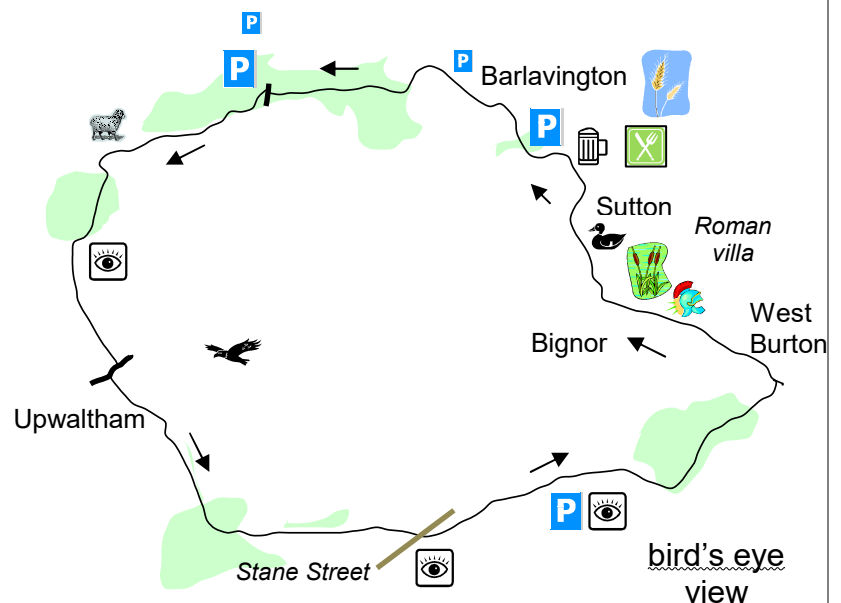 P
P
P
Barlavington
P
Sutton
Roman
villa
West
Burton
Bignor
Upwaltham
P
Stane Street
bird's eye
view